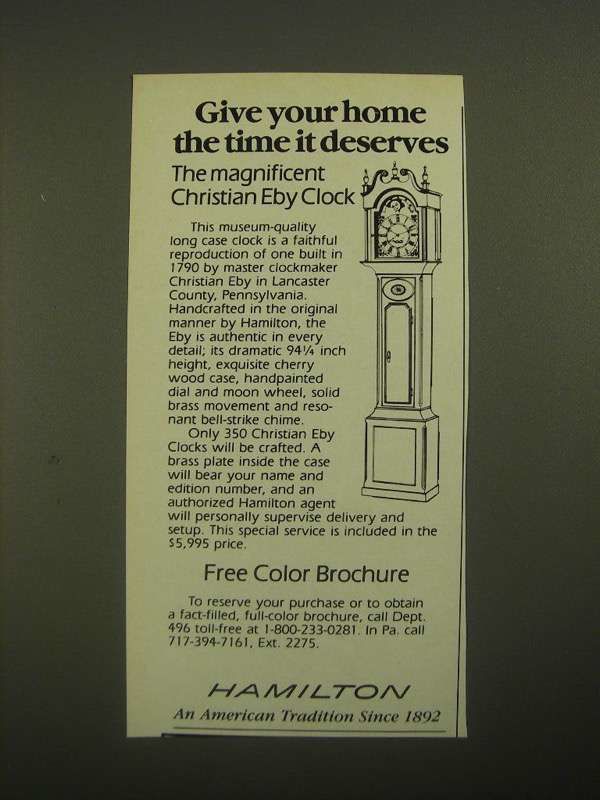 Give your home
the time it deserves
The magnificent
Christian Eby Clock
This museum-quality
long case clock is a faithful
reproduction of one built in
1790 by master clockmaker
Christian Eby in Lancaster
County, Pennsylvania.
Handcrafted in the original
manner by Hamilton, the
Eby is authentic in every
detail; its dramatic 94¼ inch
height, exquisite cherry
wood case, handpainted
dial and moon wheel, solid
brass movement and reso-
nant bell-strike chime.
Only 350 Christian Eby
Clocks will be crafted. A
brass plate inside the case
will bear your name and
edition number, and an
authorized Hamilton agent
will personally supervise delivery and
setup. This special service is included in the
$5,995 price.
Free Color Brochure
To reserve your purchase or to obtain
a fact-filled, full-color brochure, call Dept.
496 toll-free at 1-800-233-0281. In Pa. call
717-394-7161, Ext. 2275.
HAMILTON
An American Tradition Since 1892